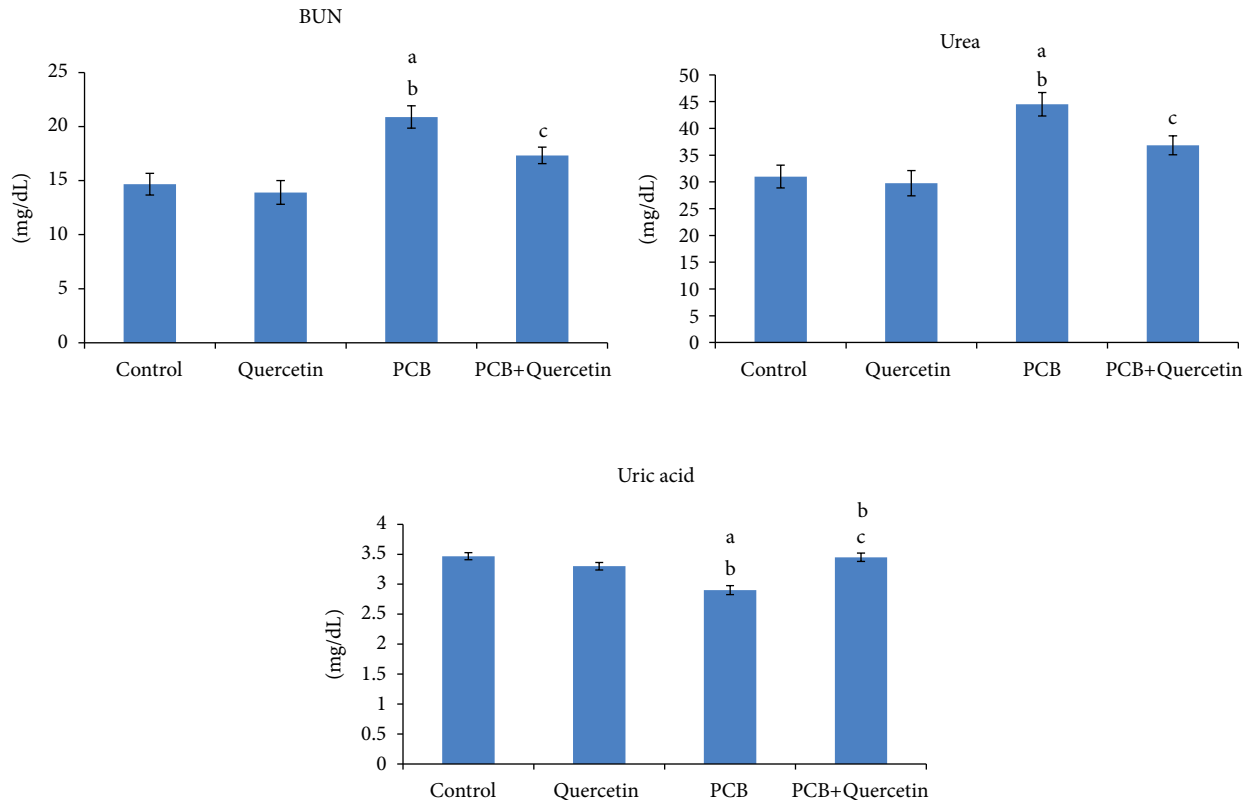 BUN
a
b
c
25
20
15
10
5
0
(mg/dL)
Control Quercetin PCB PCB+Quercetin
Urea
a
b
c
50
45
40
35
30
25
20
15
10
5
0
(mg/dL)
Control Quercetin PCB PCB+Quercetin
Uric acid
a
b
b
c
4
3.5
3
2.5
2
1.5
1
0.5
0
(mg/dL)
Control Quercetin PCB PCB+Quercetin